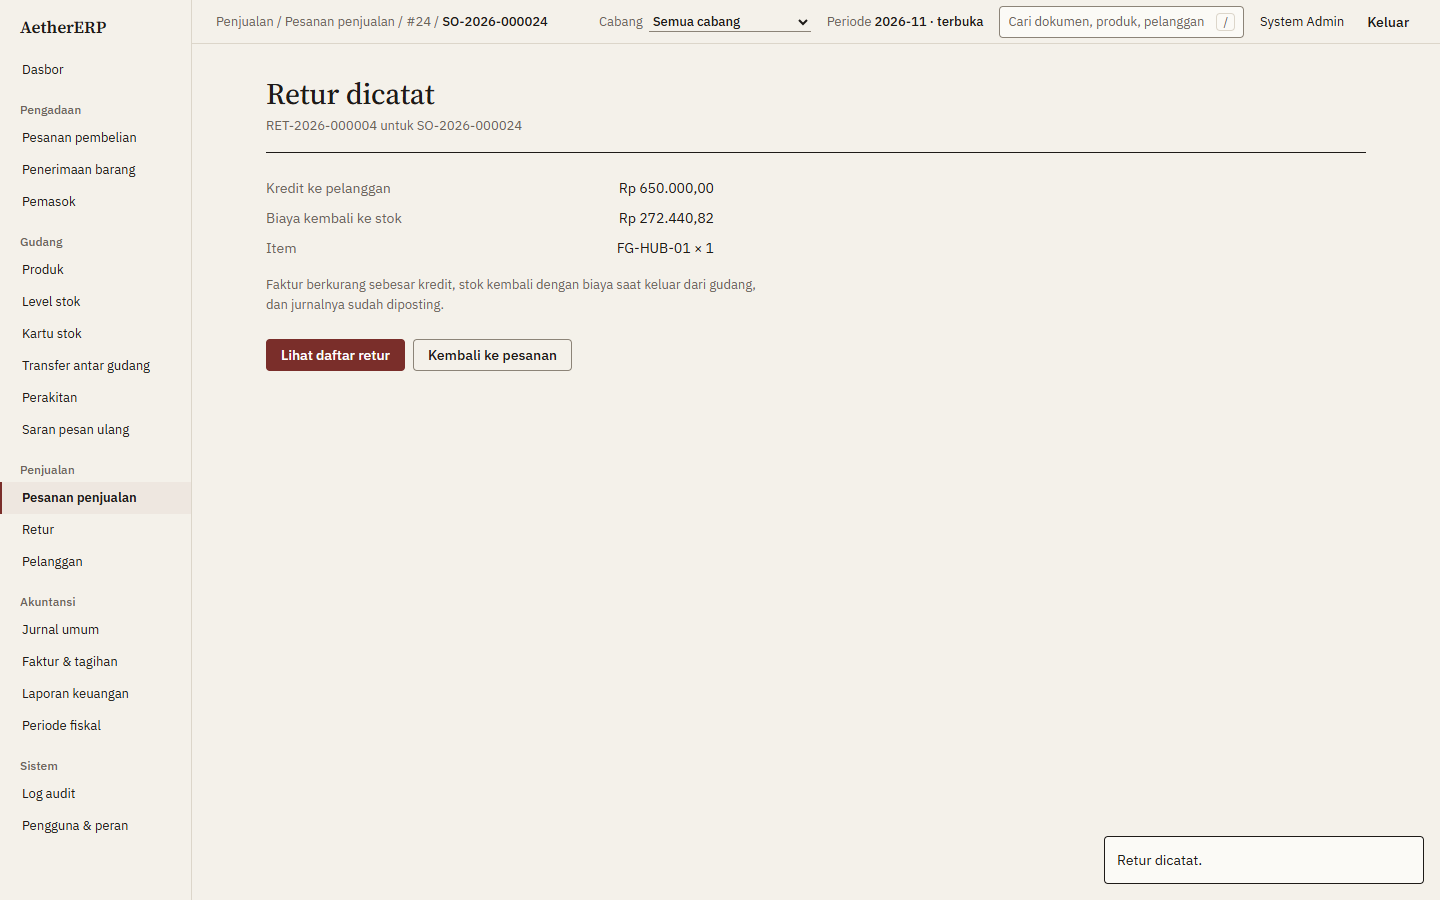 AetherERP
Dasbor
Pengadaan
Pesanan pembelian
Penerimaan barang
Pemasok
Gudang
Produk
Level stok
Kartu stok
Transfer antar gudang
Perakitan
Saran pesan ulang
Penjualan
Pesanan penjualan
Retur
Pelanggan
Akuntansi
Jurnal umum
Faktur & tagihan
Laporan keuangan
Periode fiskal
Sistem
Log audit
Pengguna & peran
Penjualan / Pesanan penjualan / #24 / SO-2026-000024
Cabang Semua cabang
Periode 2026-11 · terbuka
Cari dokumen, produk, pelanggan /
System Admin
Keluar
Retur dicatat
RET-2026-000004 untuk SO-2026-000024
Kredit ke pelanggan Rp 650.000,00
Biaya kembali ke stok Rp 272.440,82
Item FG-HUB-01 × 1
Faktur berkurang sebesar kredit, stok kembali dengan biaya saat keluar dari gudang,
dan jurnalnya sudah diposting.
Lihat daftar retur
Kembali ke pesanan
Retur dicatat.